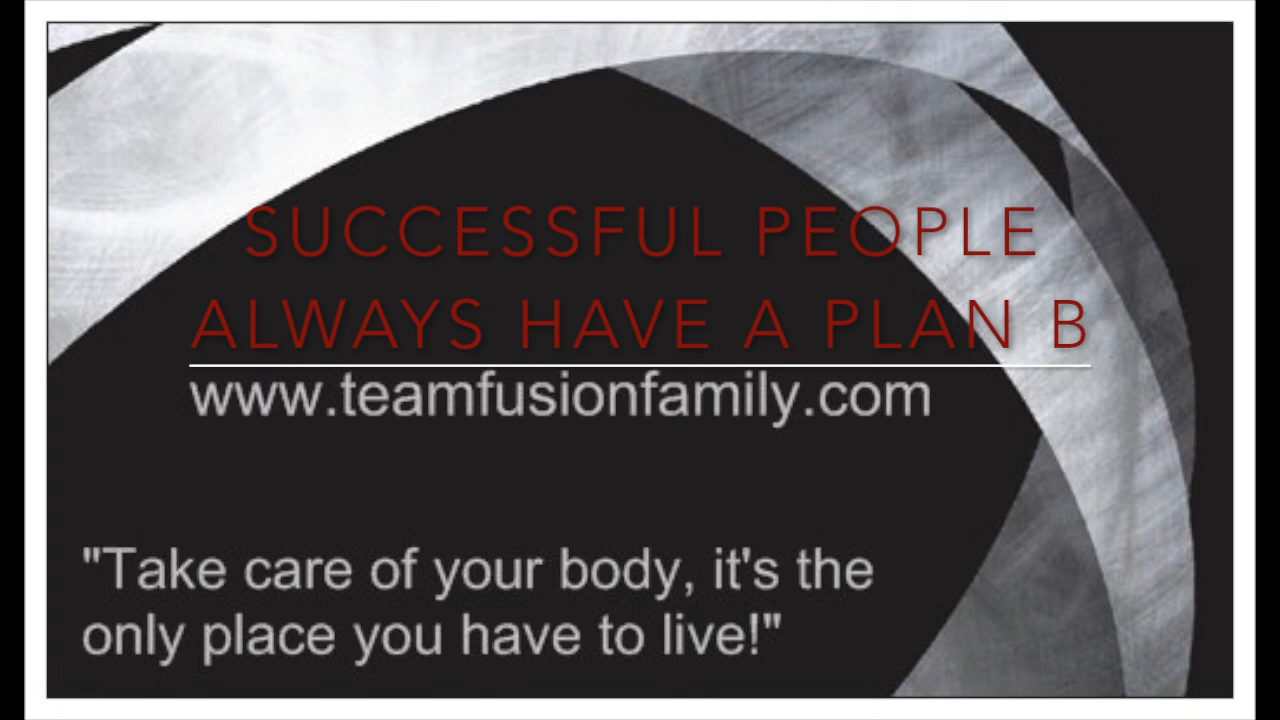 SUCCESSFUL PEOPLE
ALWAYS HAVE A PLAN B
www.teamfusionfamily.com
"Take care of your body, it's the
only place you have to live!"